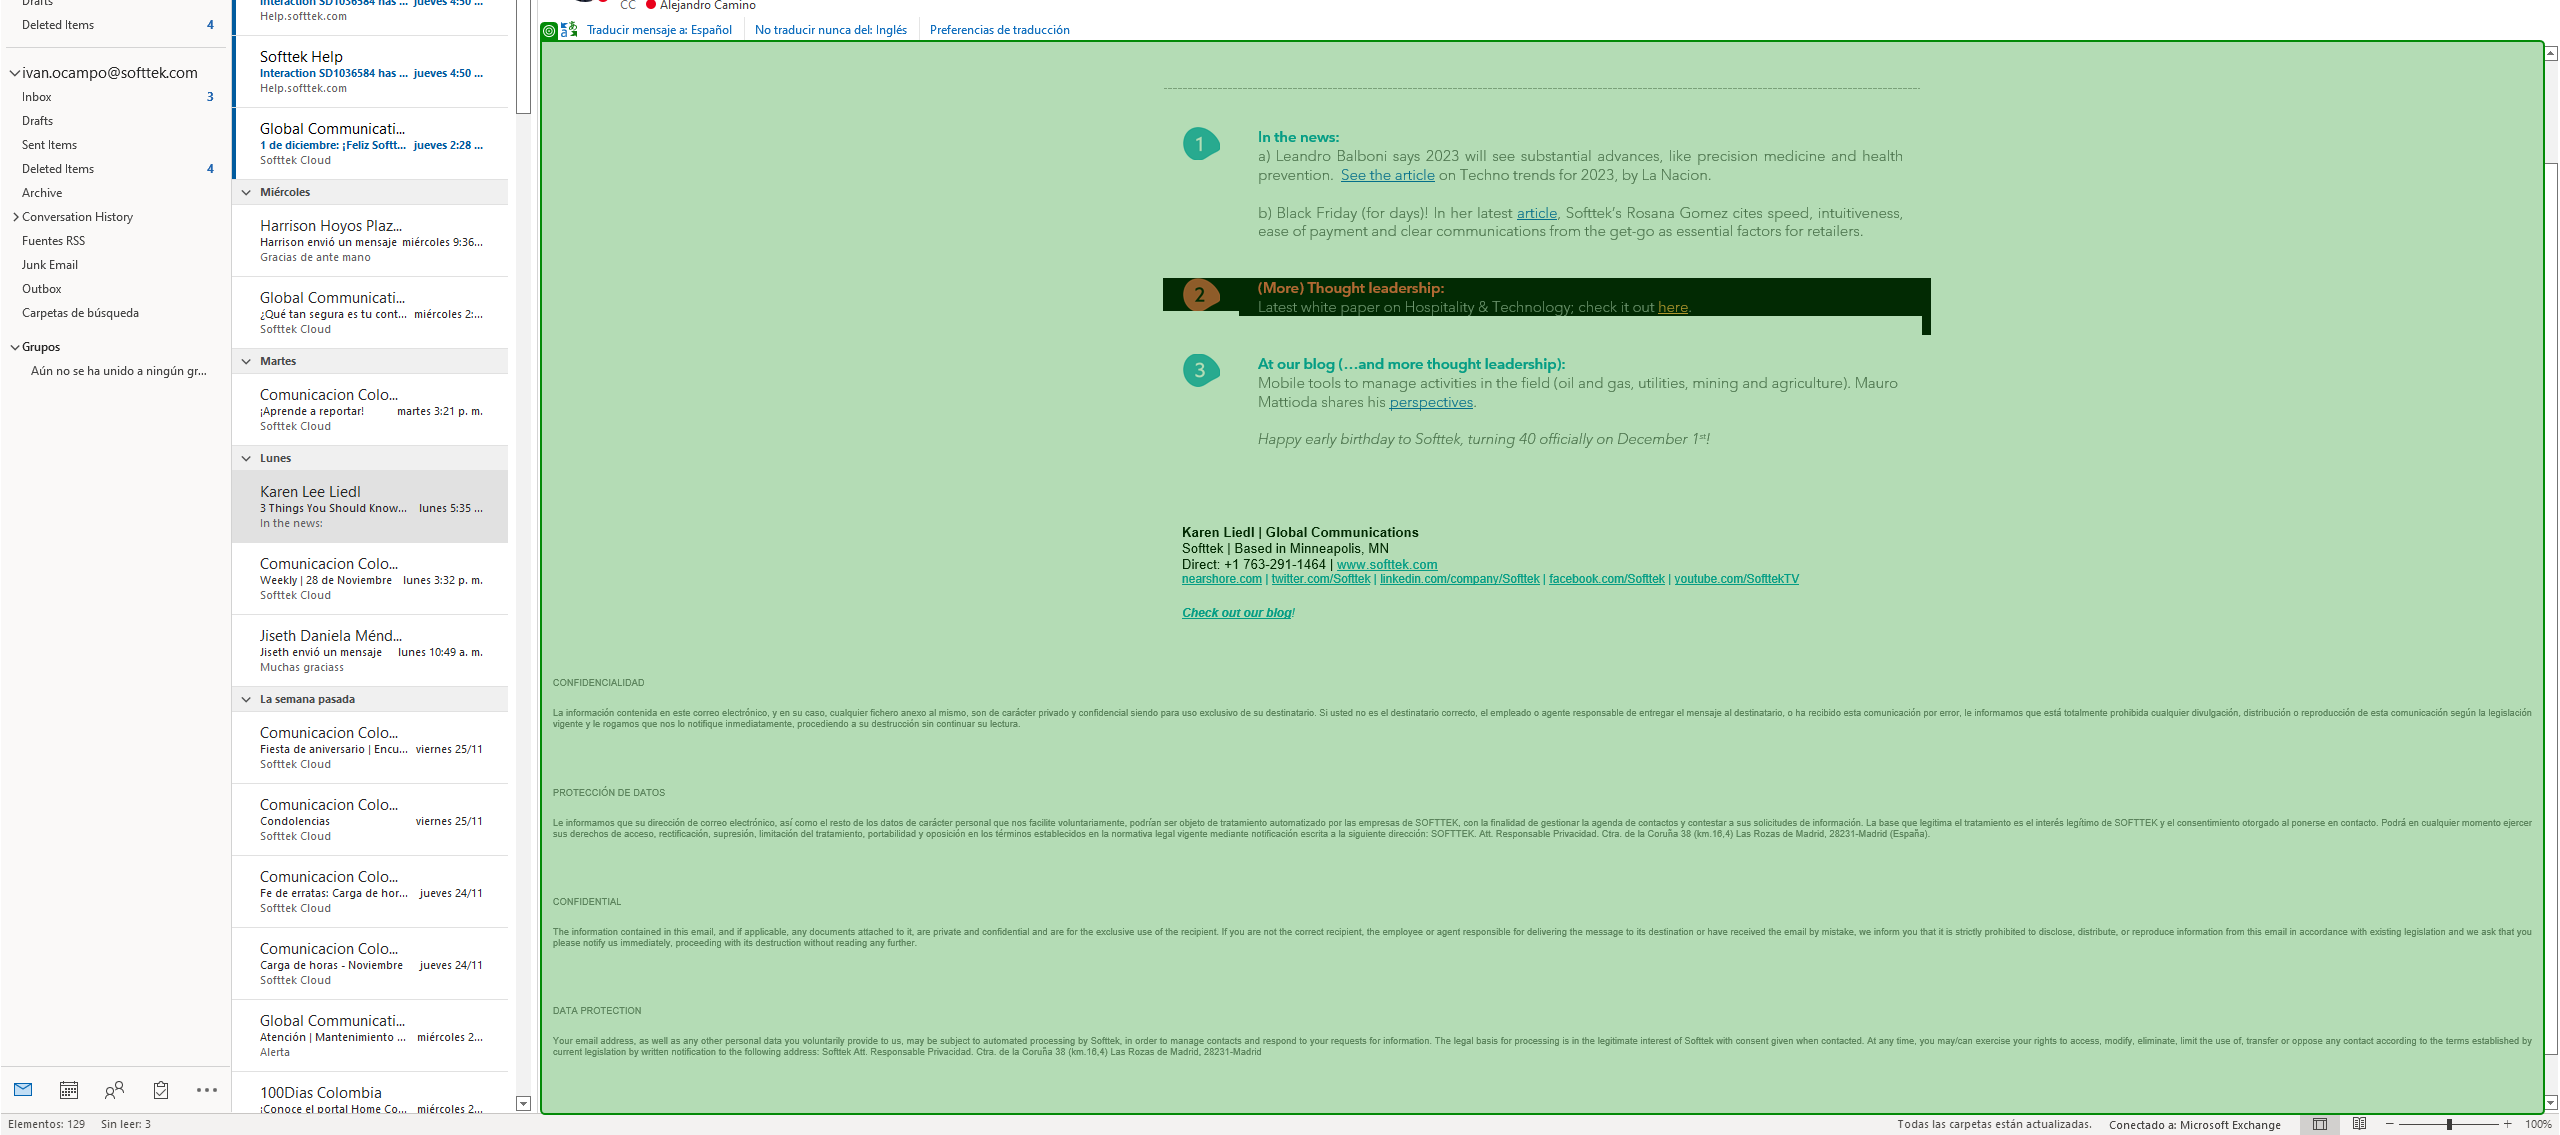 Drafts
Deleted Items 4
ivan.ocampo@softtek.com
Inbox 3
Drafts
Sent Items
Deleted Items 4
Archive
Conversation History
Fuentes RSS
Junk Email
Outbox
Carpetas de búsqueda
Grupos
Aún no se ha unido a ningún gr...
Interaction SD1036584 has ... jueves 4:50 ...
Help.softtek.com
Softtek Help
Interaction SD1036584 has ... jueves 4:50 ...
Help.softtek.com
Global Communicati...
1 de diciembre: ¡Feliz Softt... jueves 2:28 ...
Softtek Cloud
Miércoles
Harrison Hoyos Plaz...
Harrison envió un mensaje miércoles 9:36...
Gracias de ante mano
Global Communicati...
¿Qué tan segura es tu cont... miércoles 2:...
Softtek Cloud
Martes
Comunicacion Colo...
¡Aprende a reportar! martes 3:21 p. m.
Softtek Cloud
Lunes
Karen Lee Liedl
3 Things You Should Know... lunes 5:35 ...
In the news:
Comunicacion Colo...
Weekly | 28 de Noviembre lunes 3:32 p. m.
Softtek Cloud
Jiseth Daniela Ménd...
Jiseth envió un mensaje lunes 10:49 a. m.
Muchas graciass
La semana pasada
Comunicacion Colo...
Fiesta de aniversario | Encu... viernes 25/11
Softtek Cloud
Comunicacion Colo...
Condolencias viernes 25/11
Softtek Cloud
Comunicacion Colo...
Fe de erratas: Carga de hor... jueves 24/11
Softtek Cloud
Comunicacion Colo...
Carga de horas - Noviembre jueves 24/11
Softtek Cloud
Global Communicati...
Atención | Mantenimiento ... miércoles 2...
Alerta
100Dias Colombia
¡Conoce el portal Home Co... miércoles 2...
CC Alejandro Camino
Traducir mensaje a: Español No traducir nunca del: Inglés Preferencias de traducción
1 In the news:
a) Leandro Balboni says 2023 will see substantial advances, like precision medicine and health
prevention. See the article on Techno trends for 2023, by La Nacion.
b) Black Friday (for days)! In her latest article, Softtek's Rosana Gomez cites speed, intuitiveness,
ease of payment and clear communications from the get-go as essential factors for retailers.
2 (More) Thought leadership:
Latest white paper on Hospitality & Technology; check it out here.
3 At our blog (…and more thought leadership):
Mobile tools to manage activities in the field (oil and gas, utilities, mining and agriculture). Mauro
Mattioda shares his perspectives.
Happy early birthday to Softtek, turning 40 officially on December 1st!
Karen Liedl | Global Communications
Softtek | Based in Minneapolis, MN
Direct: +1 763-291-1464 | www.softtek.com
nearshore.com | twitter.com/Softtek | linkedin.com/company/Softtek | facebook.com/Softtek | youtube.com/SofttekTV
Check out our blog!
CONFIDENCIALIDAD
La información contenida en este correo electrónico, y en su caso, cualquier fichero anexo al mismo, son de carácter privado y confidencial siendo para uso exclusivo de su destinatario. Si usted no es el destinatario correcto, el empleado o agente responsable de entregar el mensaje al destinatario, o ha recibido esta comunicación por error, le informamos que está totalmente prohibida cualquier divulgación, distribución o reproducción de esta comunicación según la legislación
vigente y le rogamos que nos lo notifique inmediatamente, procediendo a su destrucción sin continuar su lectura.
PROTECCIÓN DE DATOS
Le informamos que su dirección de correo electrónico, así como el resto de los datos de carácter personal que nos facilite voluntariamente, podrían ser objeto de tratamiento automatizado por las empresas de SOFTTEK, con la finalidad de gestionar la agenda de contactos y contestar a sus solicitudes de información. La base que legitima el tratamiento es el interés legítimo de SOFTTEK y el consentimiento otorgado al ponerse en contacto. Podrá en cualquier momento ejercer
sus derechos de acceso, rectificación, supresión, limitación del tratamiento, portabilidad y oposición en los términos establecidos en la normativa legal vigente mediante notificación escrita a la siguiente dirección: SOFTTEK. Att. Responsable Privacidad. Ctra. de la Coruña 38 (km.16,4) Las Rozas de Madrid, 28231-Madrid (España).
CONFIDENTIAL
The information contained in this email, and if applicable, any documents attached to it, are private and confidential and are for the exclusive use of the recipient. If you are not the correct recipient, the employee or agent responsible for delivering the message to its destination or have received the email by mistake, we inform you that it is strictly prohibited to disclose, distribute, or reproduce information from this email in accordance with existing legislation and we ask that you
please notify us immediately, proceeding with its destruction without reading any further.
DATA PROTECTION
Your email address, as well as any other personal data you voluntarily provide to us, may be subject to automated processing by Softtek, in order to manage contacts and respond to your requests for information. The legal basis for processing is in the legitimate interest of Softtek with consent given when contacted. At any time, you may/can exercise your rights to access, modify, eliminate, limit the use of, transfer or oppose any contact according to the terms established by
current legislation by written notification to the following address: Softtek Att. Responsable Privacidad. Ctra. de la Coruña 38 (km.16,4) Las Rozas de Madrid, 28231-Madrid
Elementos: 129 Sin leer: 3 Todas las carpetas están actualizadas. Conectado a: Microsoft Exchange 100%